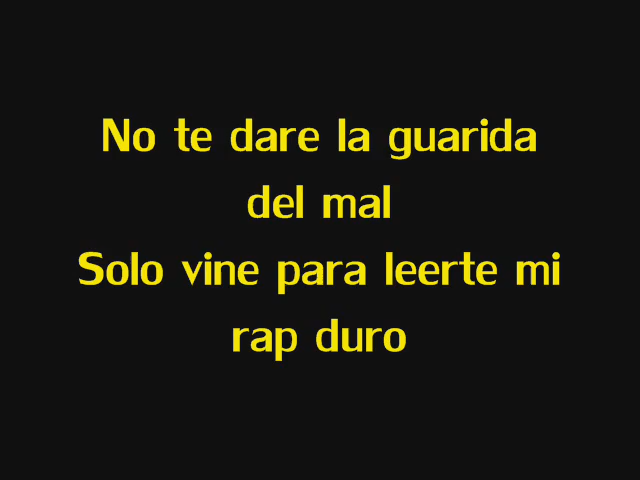 No te dare la guarida
del mal
Solo vine para leerte mi
rap duro